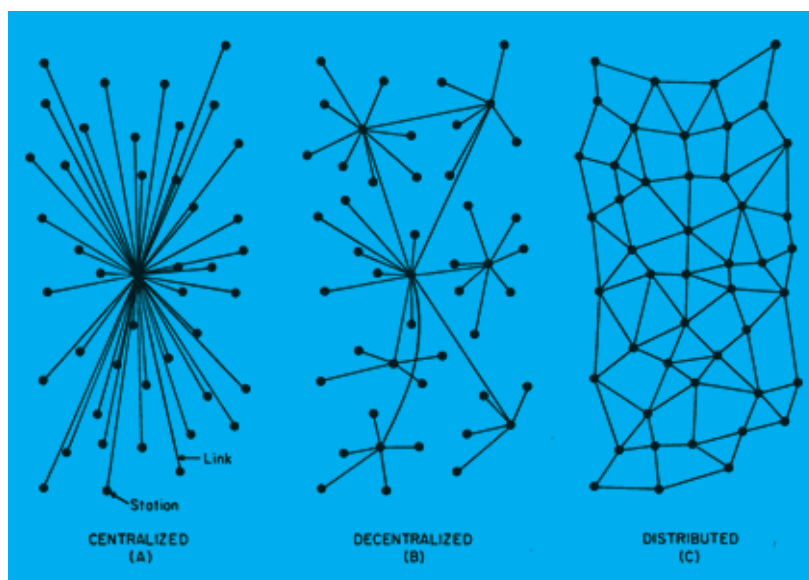 Link
Station
CENTRALIZED
(A)
DECENTRALIZED
(B)
DISTRIBUTED
(C)